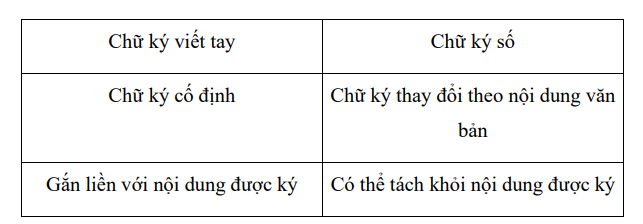 Chữ ký viết tay
Chữ ký số
Chữ ký cố định
Chữ ký thay đổi theo nội dung văn
bản
Gắn liền với nội dung được ký
Có thể tách khỏi nội dung được ký